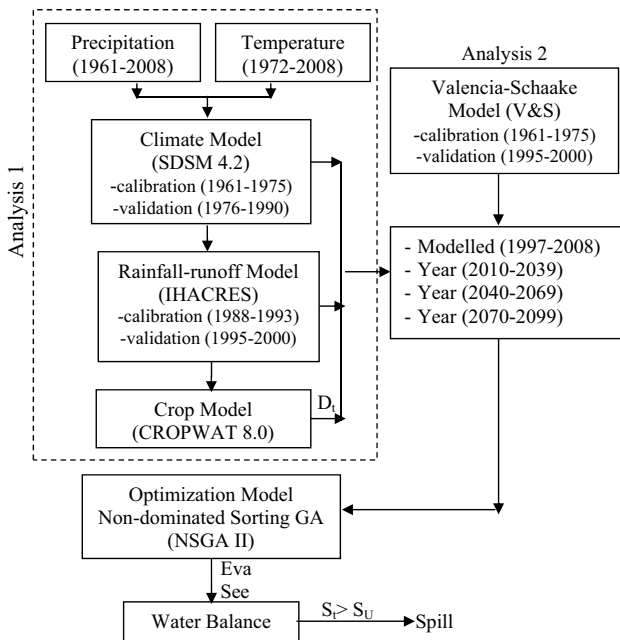 Precipitation
(1961-2008)
Temperature
(1972-2008)
Analysis 1
Climate Model
(SDSM 4.2)
-calibration (1961-1975)
-validation (1976-1990)
Rainfall-runoff Model
(IHACRES)
-calibration (1988-1993)
-validation (1995-2000)
Crop Model
(CROPWAT 8.0)
Dt
Analysis 2
Valencia-Schaake
Model (V&S)
-calibration (1961-1975)
-validation (1995-2000)
- Modelled (1997-2008)
- Year (2010-2039)
- Year (2040-2069)
- Year (2070-2099)
Optimization Model
Non-dominated Sorting GA
(NSGA II)
Eva
See
Water Balance
St> SU
Spill